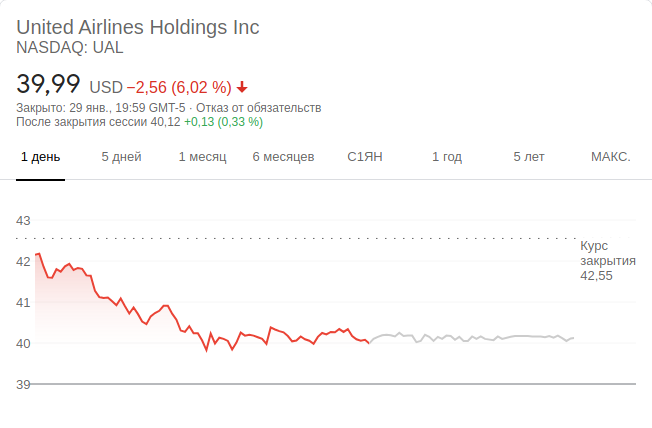 United Airlines Holdings Inc
NASDAQ: UAL
39,99 USD −2,56 (6,02 %)
Закрыто: 29 янв., 19:59 GMT-5 · Отказ от обязательств
После закрытия сессии 40,12 +0,13 (0,33 %)
1 день 5 дней 1 месяц 6 месяцев С1ЯН 1 год 5 лет МАКС.
43
Курс
закрытия
42,55
42
41
40
39